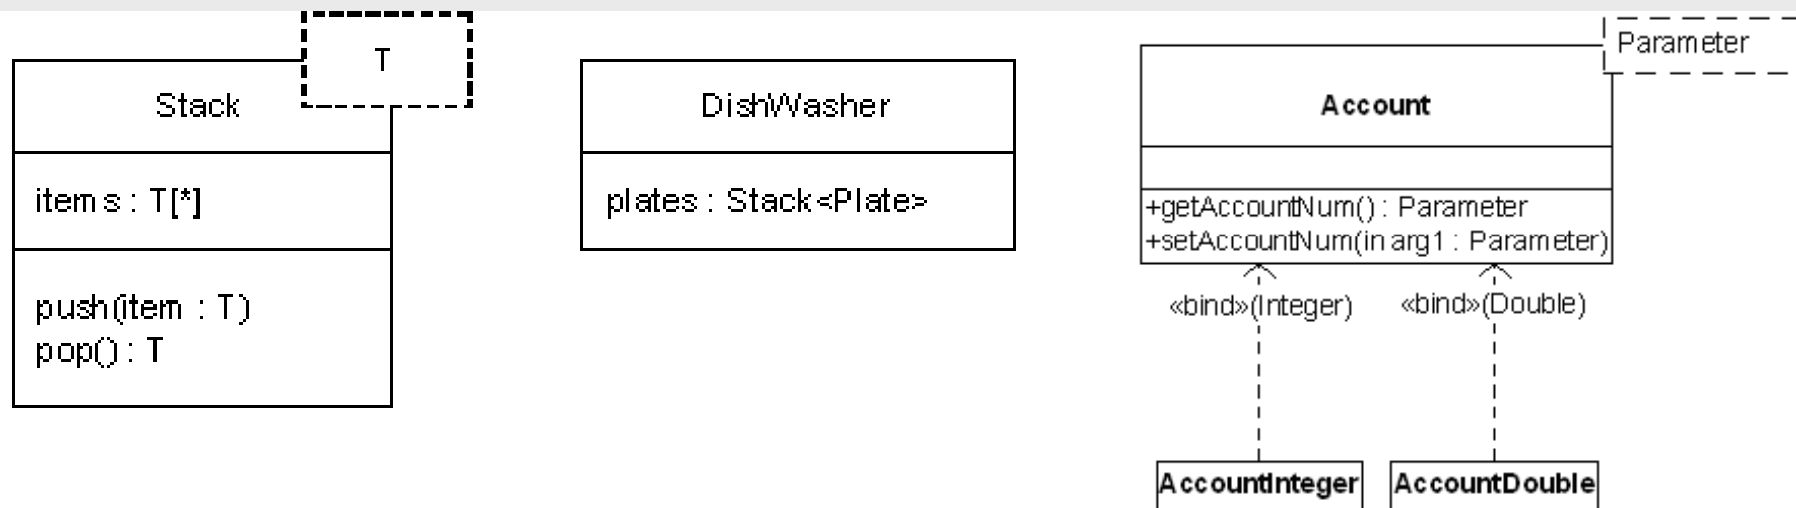 T
Stack
items : T[*]
push(item : T)
pop() : T
DishWasher
plates : Stack<Plate>
Parameter
Account
+getAccountNum() : Parameter
+setAccountNum(in arg1 : Parameter)
«bind»(Integer)
«bind»(Double)
AccountInteger
AccountDouble